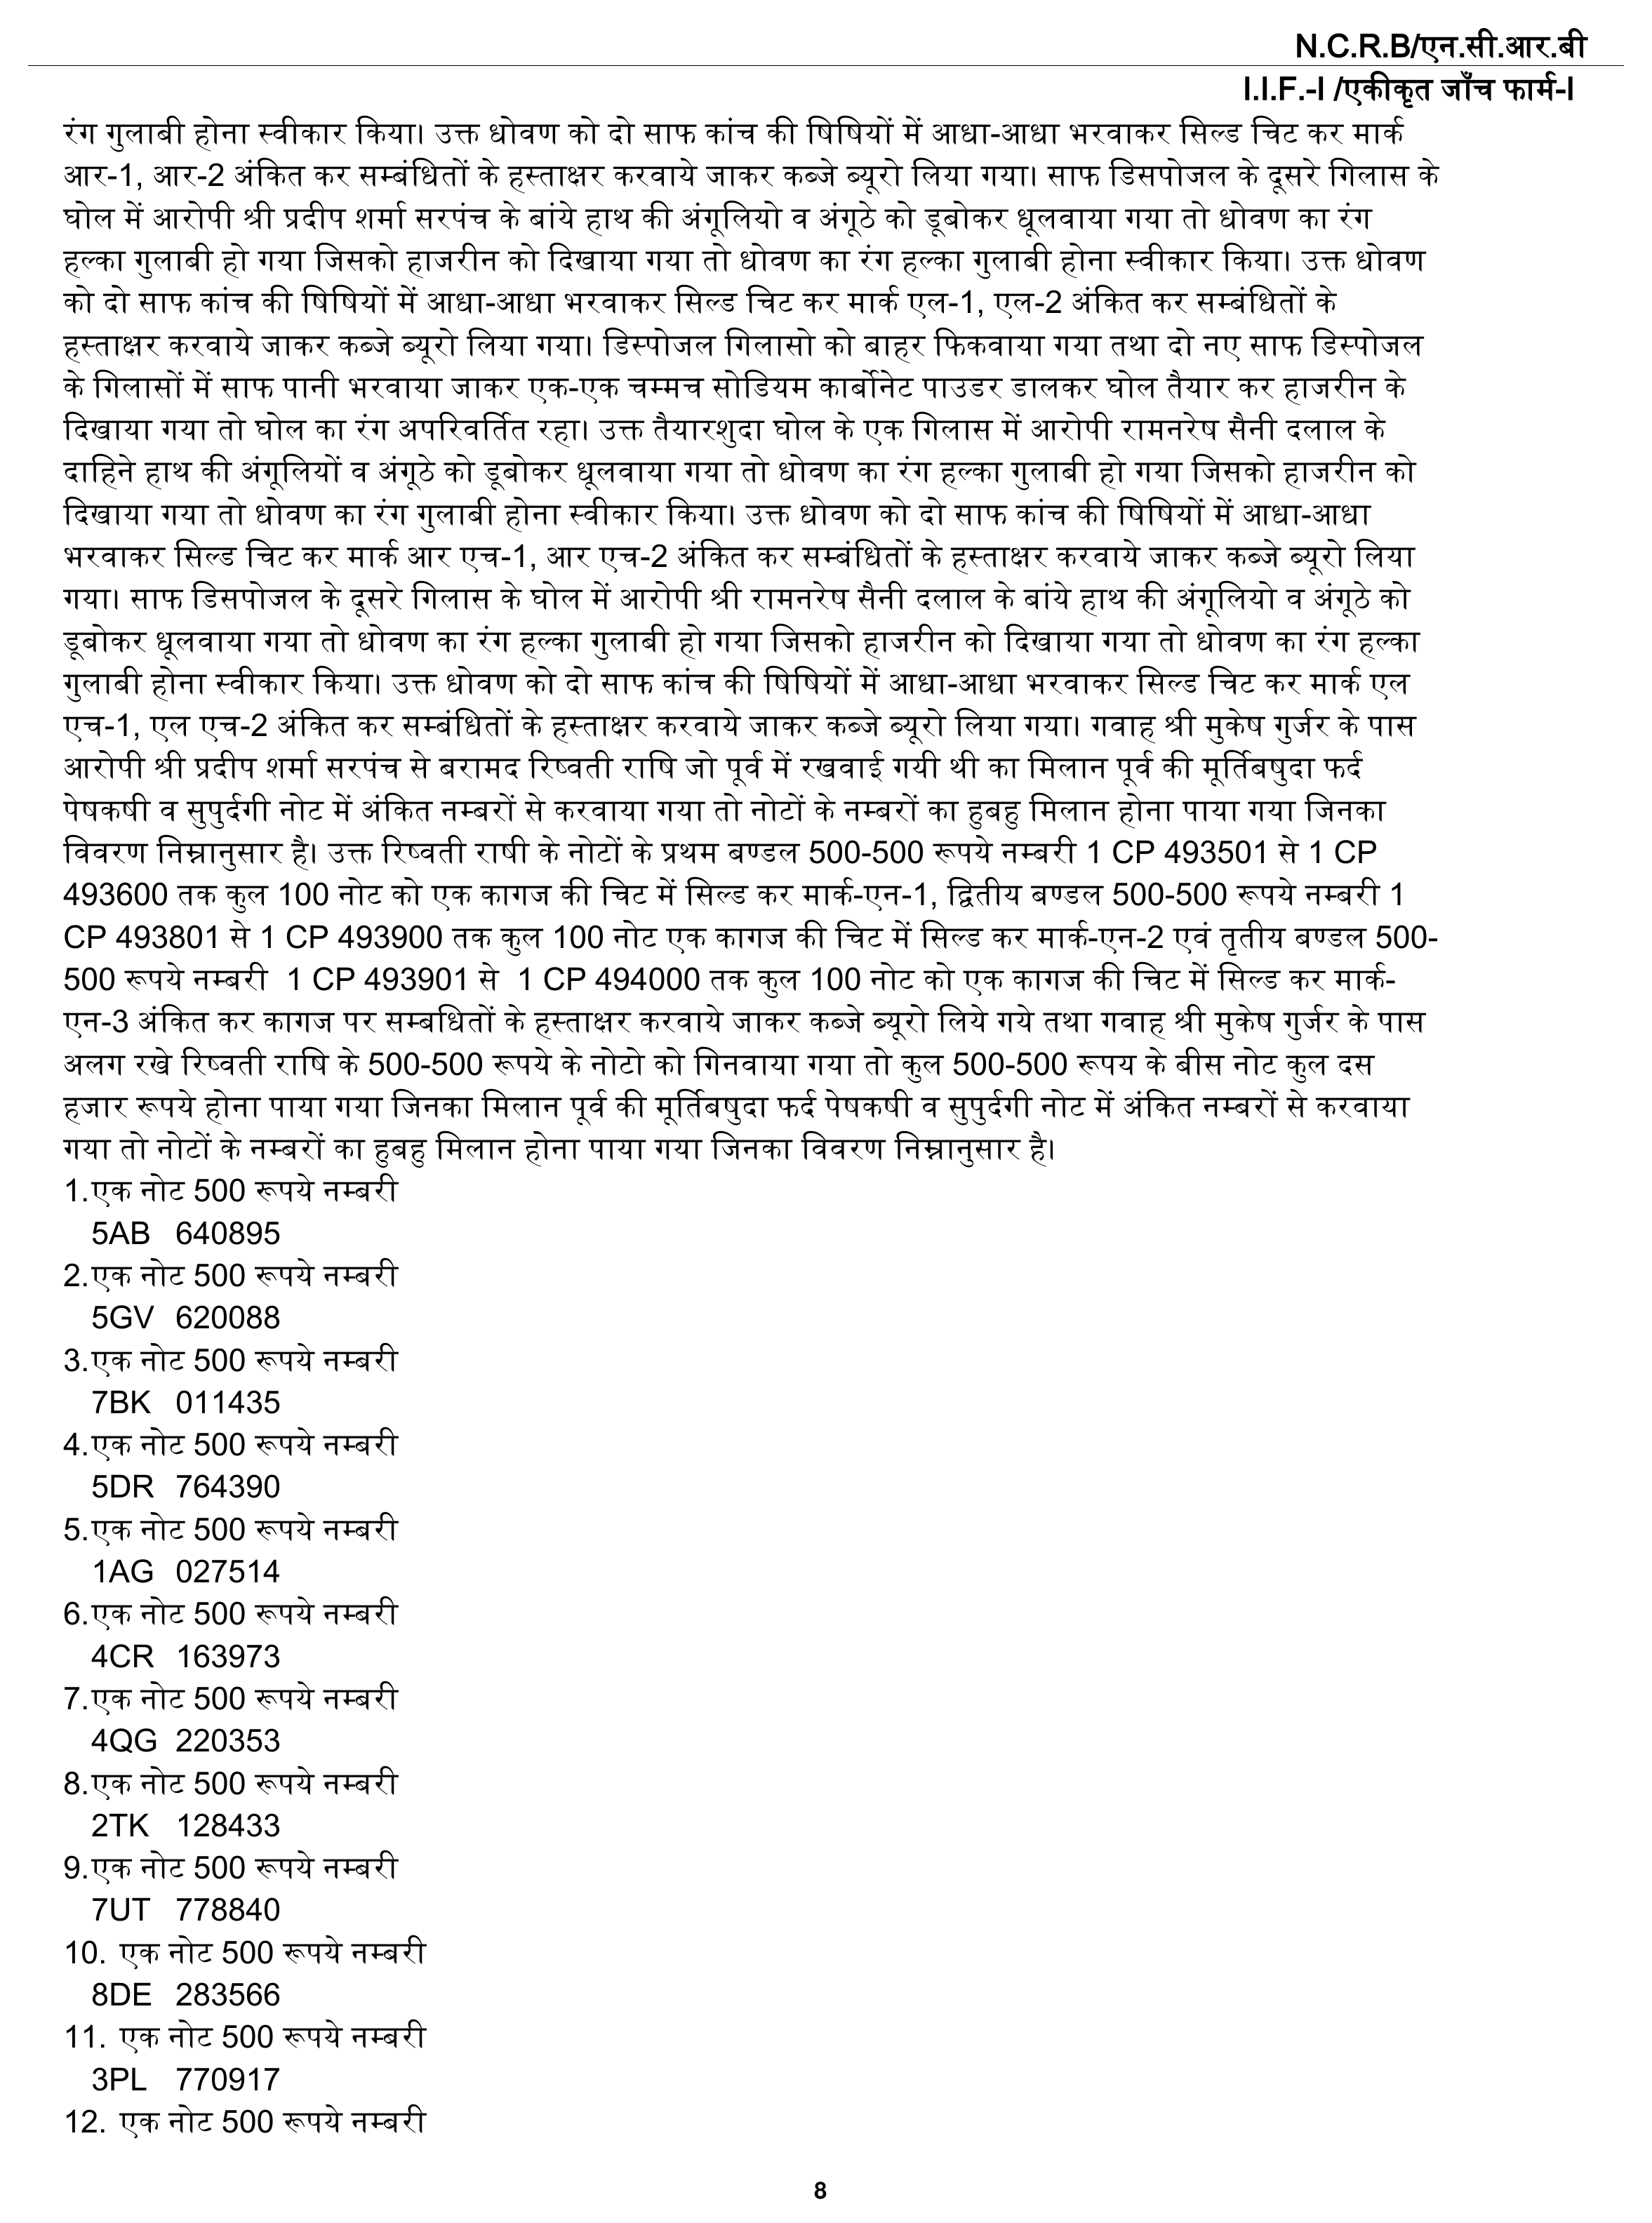 N.C.R.B/एन.सी.आर.बी
I.I.F.-I /एकीकृत जाँच फार्म-I
रंग गुलाबी होना स्वीकार किया। उक्त धोवण को दो साफ कांच की षिषियों में आधा-आधा भरवाकर सिल्ड चिट कर मार्क
आर-1, आर-2 अंकित कर सम्बंधितों के हस्ताक्षर करवाये जाकर कब्जे ब्यूरो लिया गया। साफ डिसपोजल के दूसरे गिलास के
घोल में आरोपी श्री प्रदीप शर्मा सरपंच के बांये हाथ की अंगूलियो व अंगूठे को डूबोकर धूलवाया गया तो धोवण का रंग
हल्का गुलाबी हो गया जिसको हाजरीन को दिखाया गया तो धोवण का रंग हल्का गुलाबी होना स्वीकार किया। उक्त धोवण
को दो साफ कांच की षिषियों में आधा-आधा भरवाकर सिल्ड चिट कर मार्क एल-1, एल-2 अंकित कर सम्बंधितों के
हस्ताक्षर करवाये जाकर कब्जे ब्यूरो लिया गया। डिस्पोजल गिलासो को बाहर फिकवाया गया तथा दो नए साफ डिस्पोजल
के गिलासों में साफ पानी भरवाया जाकर एक-एक चम्मच सोडियम कार्बोनेट पाउडर डालकर घोल तैयार कर हाजरीन के
दिखाया गया तो घोल का रंग अपरिवर्तित रहा। उक्त तैयारशुदा घोल के एक गिलास में आरोपी रामनरेष सैनी दलाल के
दाहिने हाथ की अंगूलियों व अंगूठे को डूबोकर धूलवाया गया तो धोवण का रंग हल्का गुलाबी हो गया जिसको हाजरीन को
दिखाया गया तो धोवण का रंग गुलाबी होना स्वीकार किया। उक्त धोवण को दो साफ कांच की षिषियों में आधा-आधा
भरवाकर सिल्ड चिट कर मार्क आर एच-1, आर एच-2 अंकित कर सम्बंधितों के हस्ताक्षर करवाये जाकर कब्जे ब्यूरो लिया
गया। साफ डिसपोजल के दूसरे गिलास के घोल में आरोपी श्री रामनरेष सैनी दलाल के बांये हाथ की अंगूलियो व अंगूठे को
डूबोकर धूलवाया गया तो धोवण का रंग हल्का गुलाबी हो गया जिसको हाजरीन को दिखाया गया तो धोवण का रंग हल्का
गुलाबी होना स्वीकार किया। उक्त धोवण को दो साफ कांच की षिषियों में आधा-आधा भरवाकर सिल्ड चिट कर मार्क एल
एच-1, एल एच-2 अंकित कर सम्बंधितों के हस्ताक्षर करवाये जाकर कब्जे ब्यूरो लिया गया। गवाह श्री मुकेष गुर्जर के पास
आरोपी श्री प्रदीप शर्मा सरपंच से बरामद रिष्वती राषि जो पूर्व में रखवाई गयी थी का मिलान पूर्व की मूर्तिबषुदा फर्द
पेषकषी व सुपुर्दगी नोट में अंकित नम्बरों से करवाया गया तो नोटों के नम्बरों का हुबहु मिलान होना पाया गया जिनका
विवरण निम्नानुसार है। उक्त रिष्वती राषी के नोटों के प्रथम बण्डल 500-500 रूपये नम्बरी 1 CP 493501 से 1 CP
493600 तक कुल 100 नोट को एक कागज की चिट में सिल्ड कर मार्क-एन-1, द्वितीय बण्डल 500-500 रूपये नम्बरी 1
CP 493801 से 1 CP 493900 तक कुल 100 नोट एक कागज की चिट में सिल्ड कर मार्क-एन-2 एवं तृतीय बण्डल 500-
500 रूपये नम्बरी 1 CP 493901 से 1 CP 494000 तक कुल 100 नोट को एक कागज की चिट में सिल्ड कर मार्क-
एन-3 अंकित कर कागज पर सम्बधितों के हस्ताक्षर करवाये जाकर कब्जे ब्यूरो लिये गये तथा गवाह श्री मुकेष गुर्जर के पास
अलग रखे रिष्वती राषि के 500-500 रूपये के नोटो को गिनवाया गया तो कुल 500-500 रूपय के बीस नोट कुल दस
हजार रूपये होना पाया गया जिनका मिलान पूर्व की मूर्तिबषुदा फर्द पेषकषी व सुपुर्दगी नोट में अंकित नम्बरों से करवाया
गया तो नोटों के नम्बरों का हुबहु मिलान होना पाया गया जिनका विवरण निम्नानुसार है।
1.एक नोट 500 रूपये नम्बरी
5AB 640895
2.एक नोट 500 रूपये नम्बरी
5GV 620088
3.एक नोट 500 रूपये नम्बरी
7BK 011435
4.एक नोट 500 रूपये नम्बरी
5DR 764390
5.एक नोट 500 रूपये नम्बरी
1AG 027514
6.एक नोट 500 रूपये नम्बरी
4CR 163973
7.एक नोट 500 रूपये नम्बरी
4QG 220353
8.एक नोट 500 रूपये नम्बरी
2TK 128433
9.एक नोट 500 रूपये नम्बरी
7UT 778840
10. एक नोट 500 रूपये नम्बरी
8DE 283566
11. एक नोट 500 रूपये नम्बरी
3PL 770917
12. एक नोट 500 रूपये नम्बरी
8